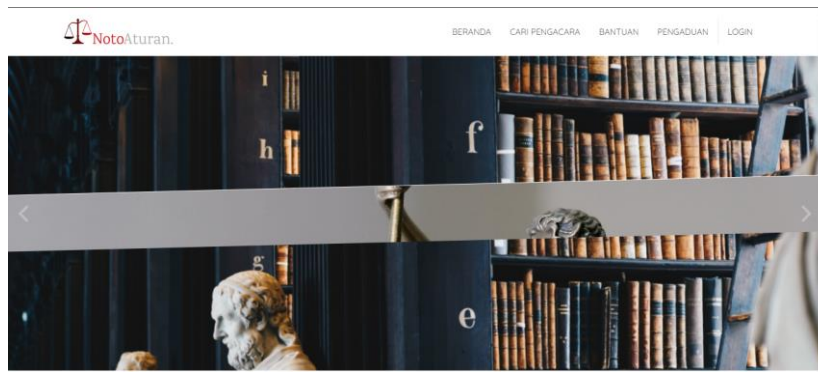 NotoAturan.
BERANDA CARI PENGACARA BANTUAN PENGADUAN LOGIN
i
h
f
g
e